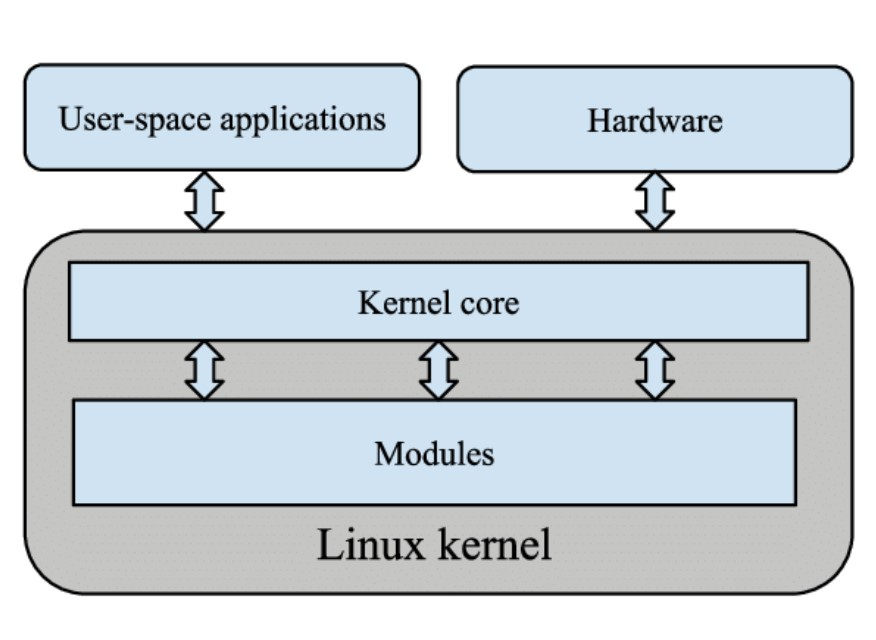 User-space applications
Hardware
Kernel core
Modules
Linux kernel